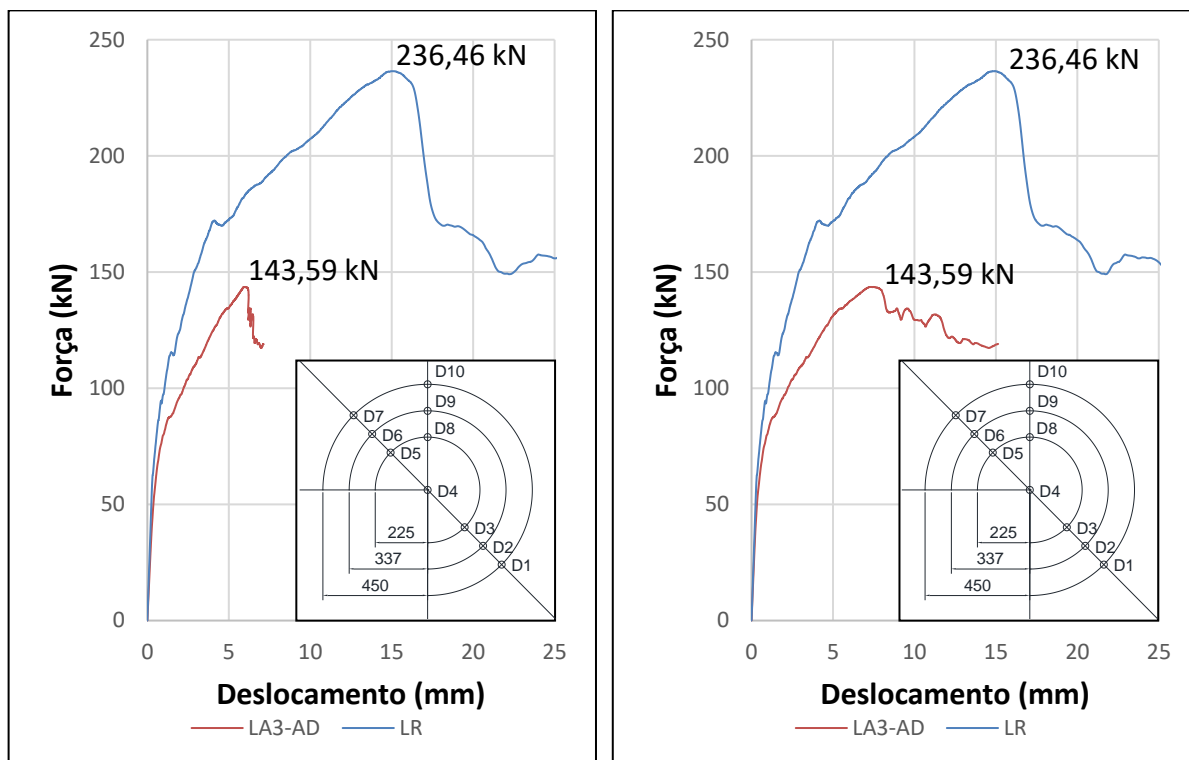 250
236,46 kN
200
150
143,59 kN
Força (kN)
100
50
0
D10
D9
D7
D8
D6
D5
D4
D3
225
D2
337
D1
450
0 5 10 15 20 25
Deslocamento (mm)
LA3-AD LR
250
236,46 kN
200
150
143,59 kN
Força (kN)
100
50
0
D10
D9
D7
D8
D6
D5
D4
D3
225
D2
337
D1
450
0 5 10 15 20 25
Deslocamento (mm)
LA3-AD LR